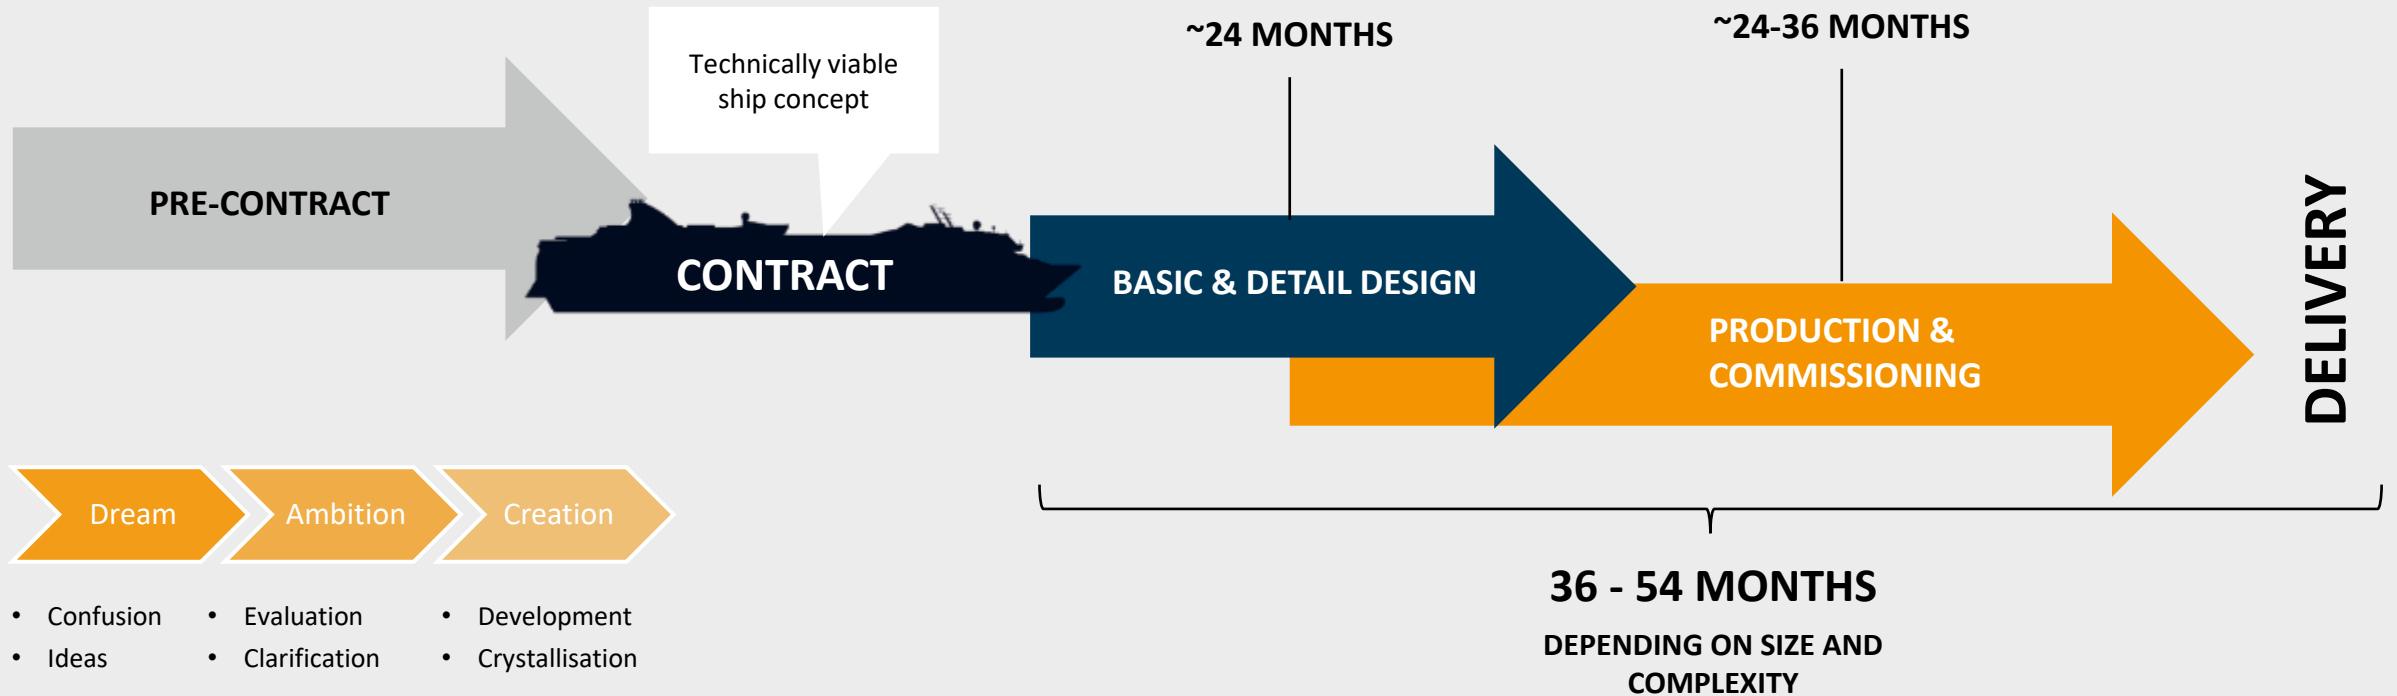 ~24 MONTHS
~24-36 MONTHS
Technically viable
ship concept
PRE-CONTRACT
CONTRACT
BASIC & DETAIL DESIGN
PRODUCTION &
COMMISSIONING
DELIVERY
Dream
Ambition
Creation
• Confusion
• Ideas
• Evaluation
• Clarification
• Development
• Crystallisation
36 - 54 MONTHS
DEPENDING ON SIZE AND
COMPLEXITY